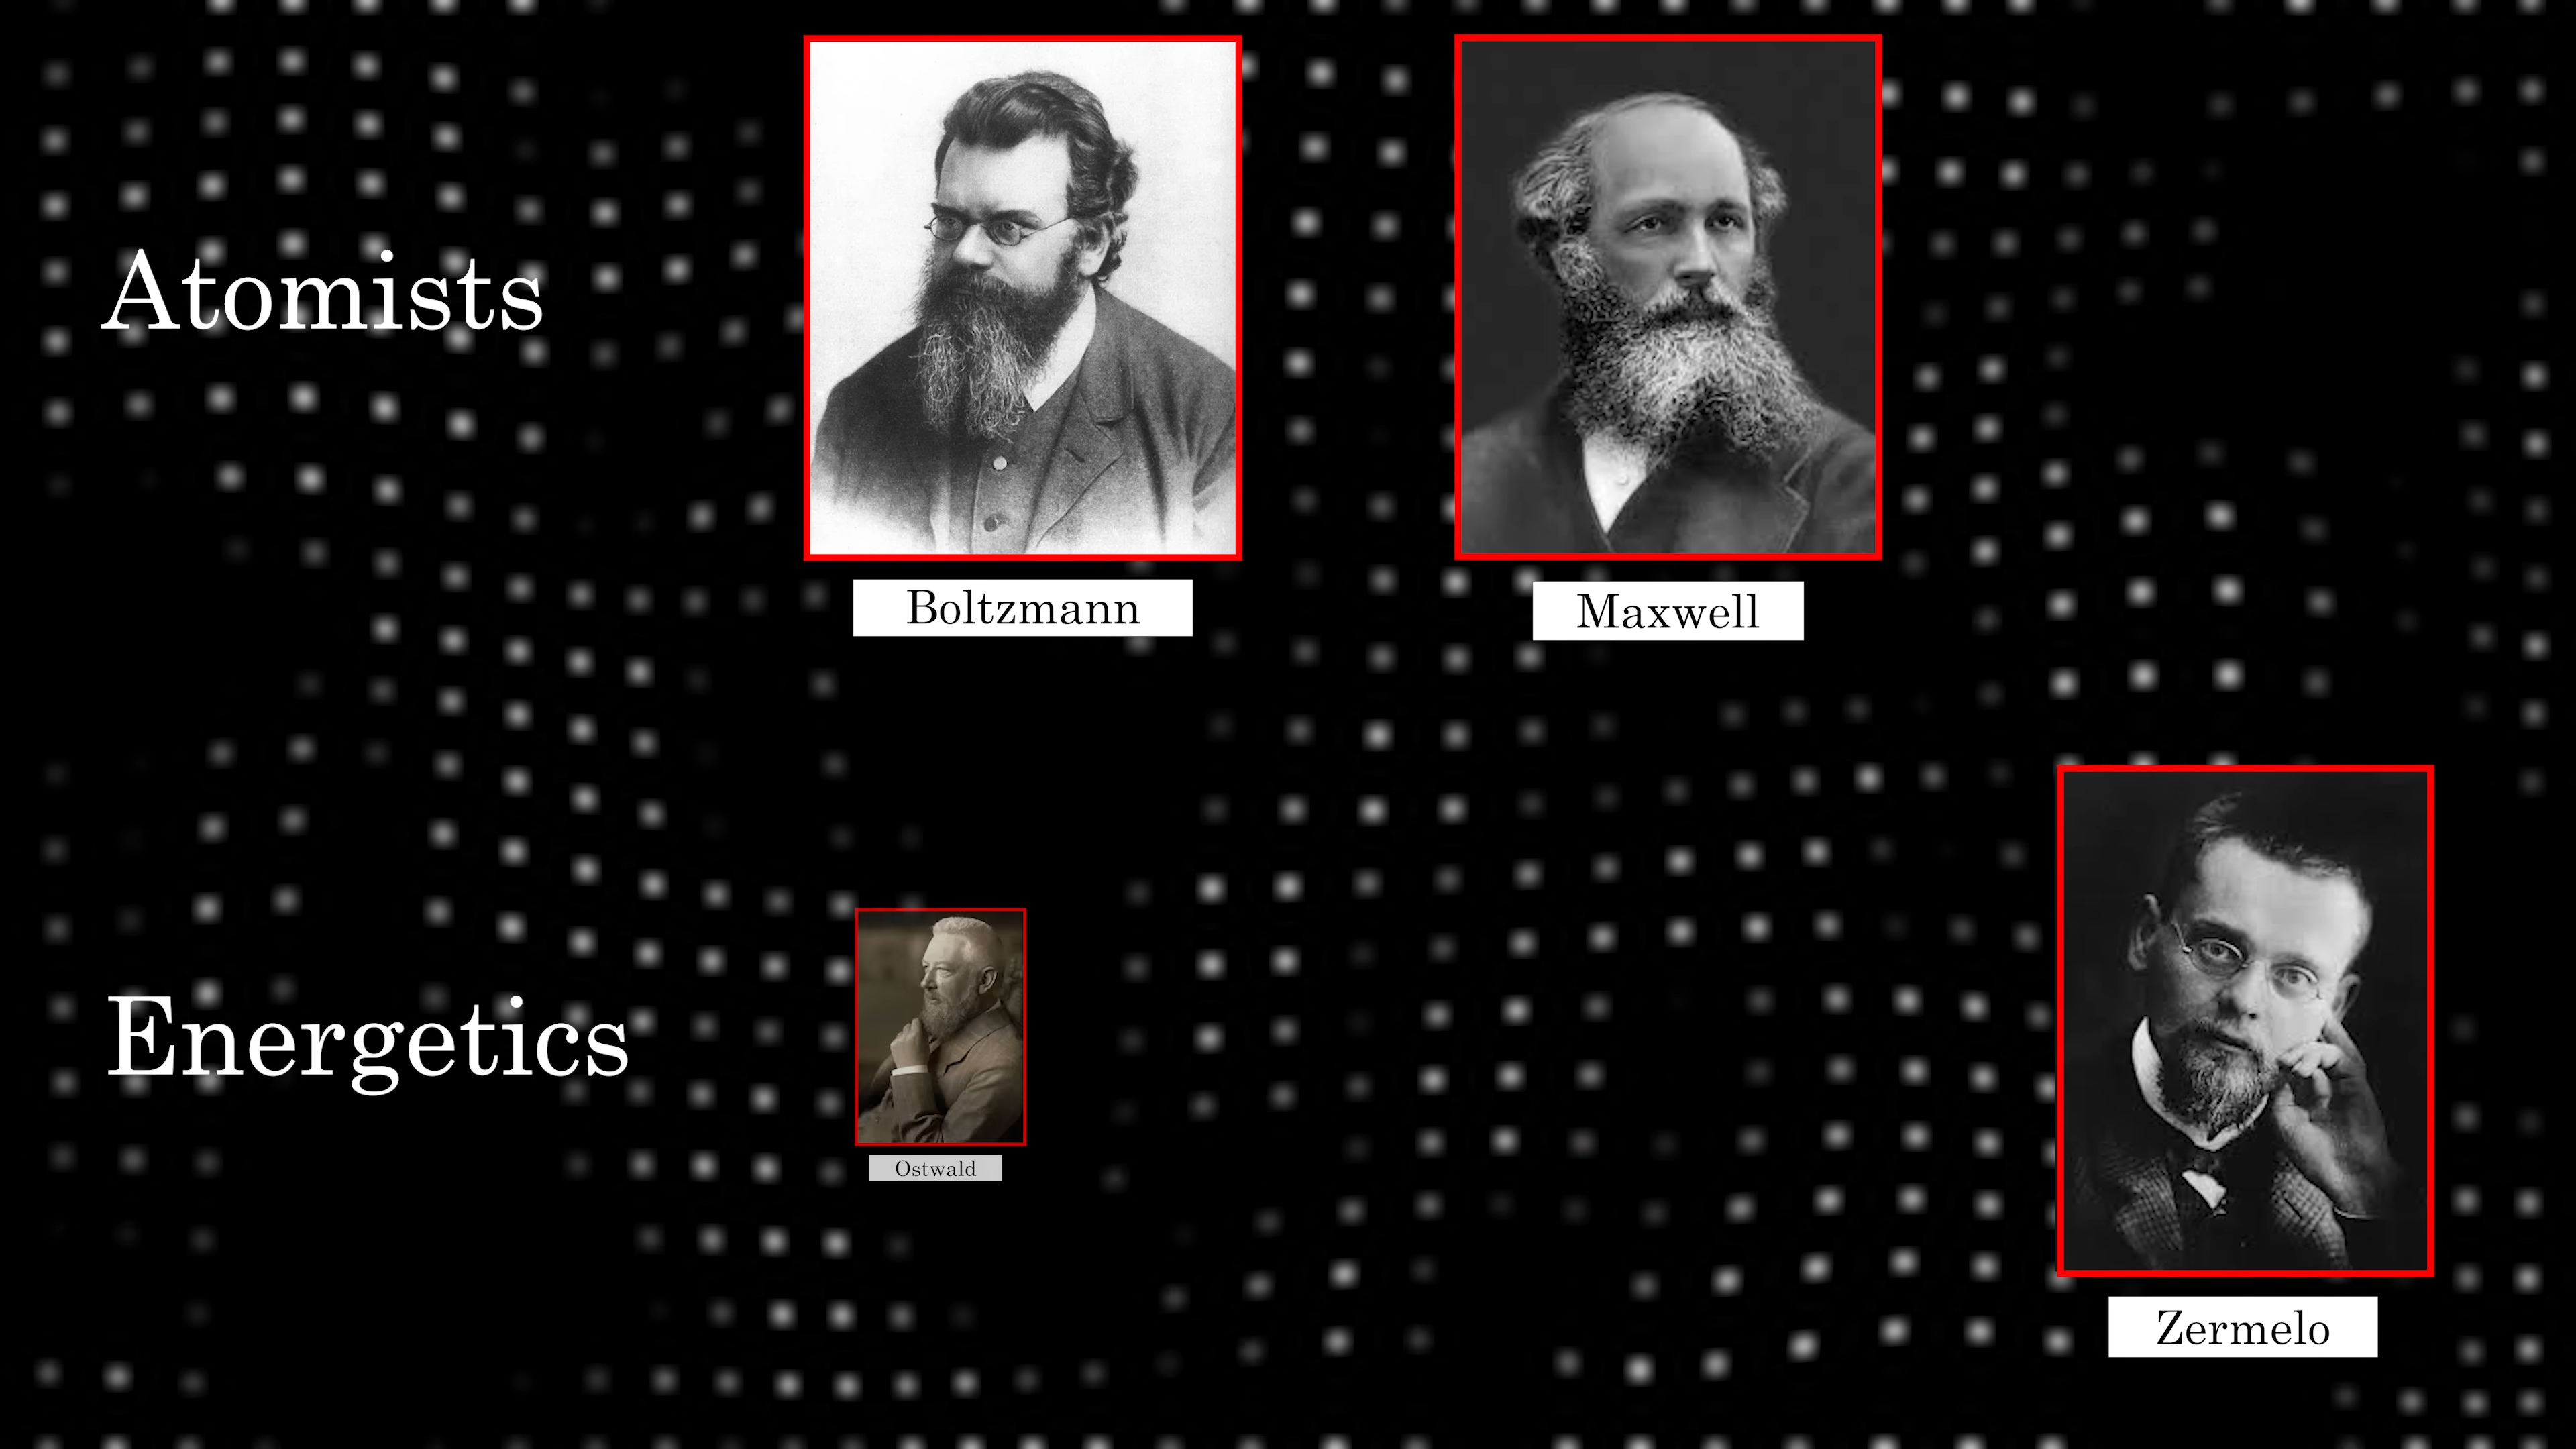 Atomists
Boltzmann
Maxwell
Energetics
Ostwald
Zermelo